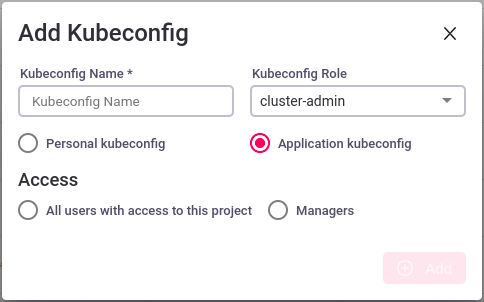 Add Kubeconfig
Kubeconfig Name * Kubeconfig Role
Kubeconfig Name cluster-admin
Personal kubeconfig Application kubeconfig
Access
All users with access to this project Managers
Add